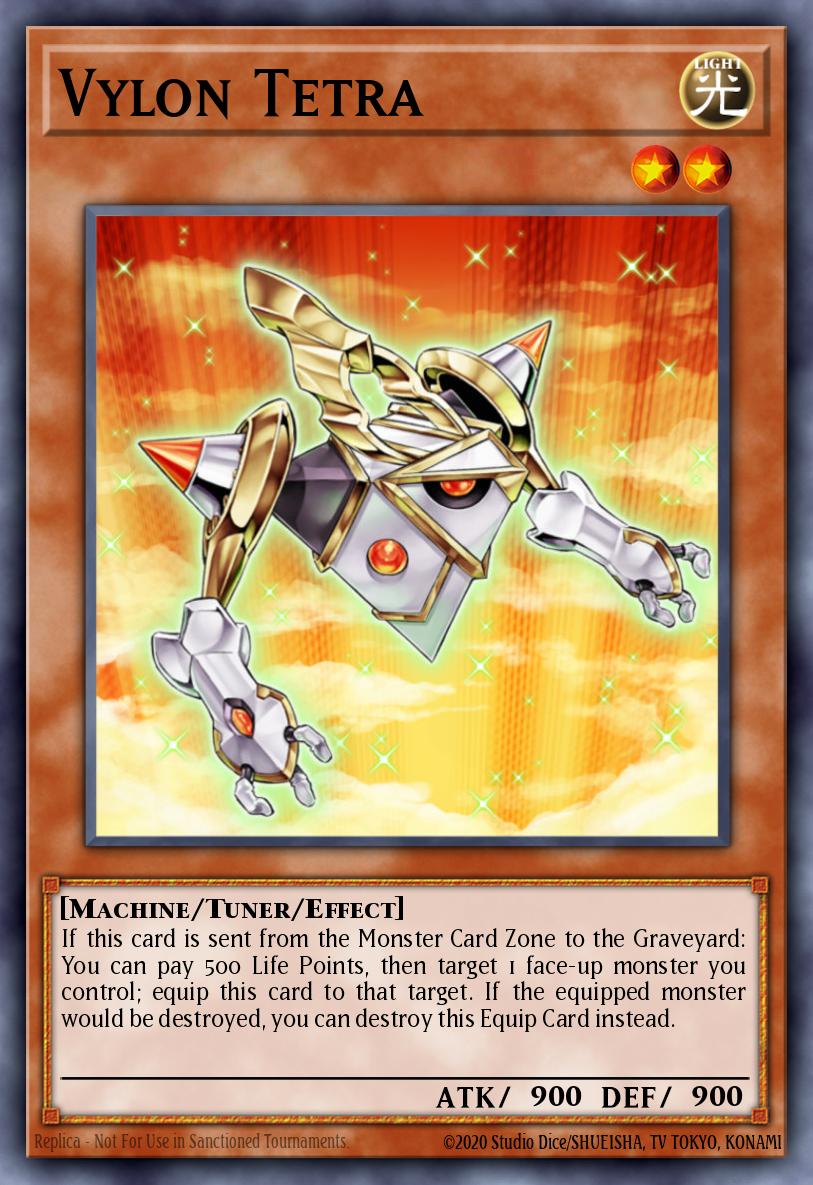 Vylon Tetra
LIGHT
光
[Machine/Tuner/Effect]
If this card is sent from the Monster Card Zone to the Graveyard:
You can pay 500 Life Points, then target 1 face-up monster you
control; equip this card to that target. If the equipped monster
would be destroyed, you can destroy this Equip Card instead.
ATK/ 900 DEF/ 900
Replica - Not For Use in Sanctioned Tournaments.
©2020 Studio Dice/SHUEISHA, TV TOKYO, KONAMI